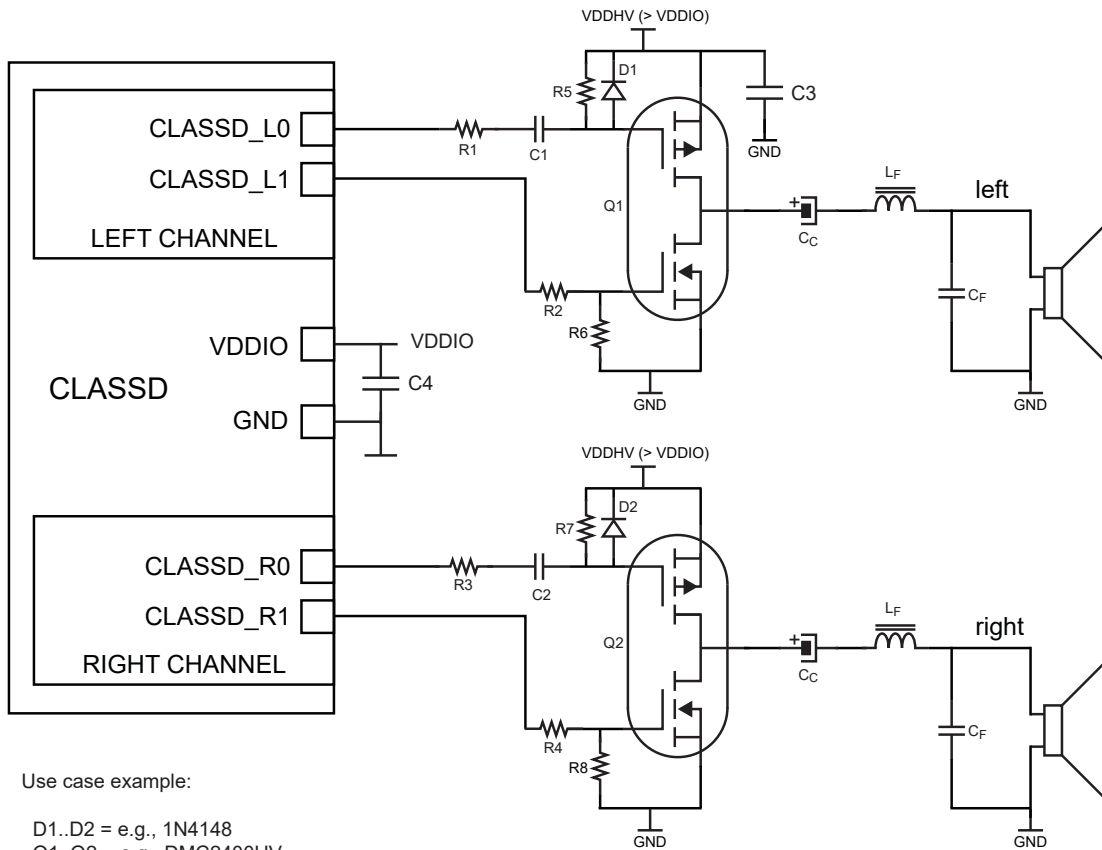 VDDHV (> VDDIO)
D1
R5
C3
CLASSD_L0
R1
C1
GND
CLASSD_L1
LF
left
Q1
LEFT CHANNEL
+
CC
CF
R2
R6
VDDIO
VDDIO
CLASSD
C4
GND
GND
GND
VDDHV (> VDDIO)
D2
R7
CLASSD_R0
R3
C2
CLASSD_R1
LF
right
Q2
RIGHT CHANNEL
+
CC
CF
R4
R8
Use case example:
D1..D2 = e.g., 1N4148
GND
GND